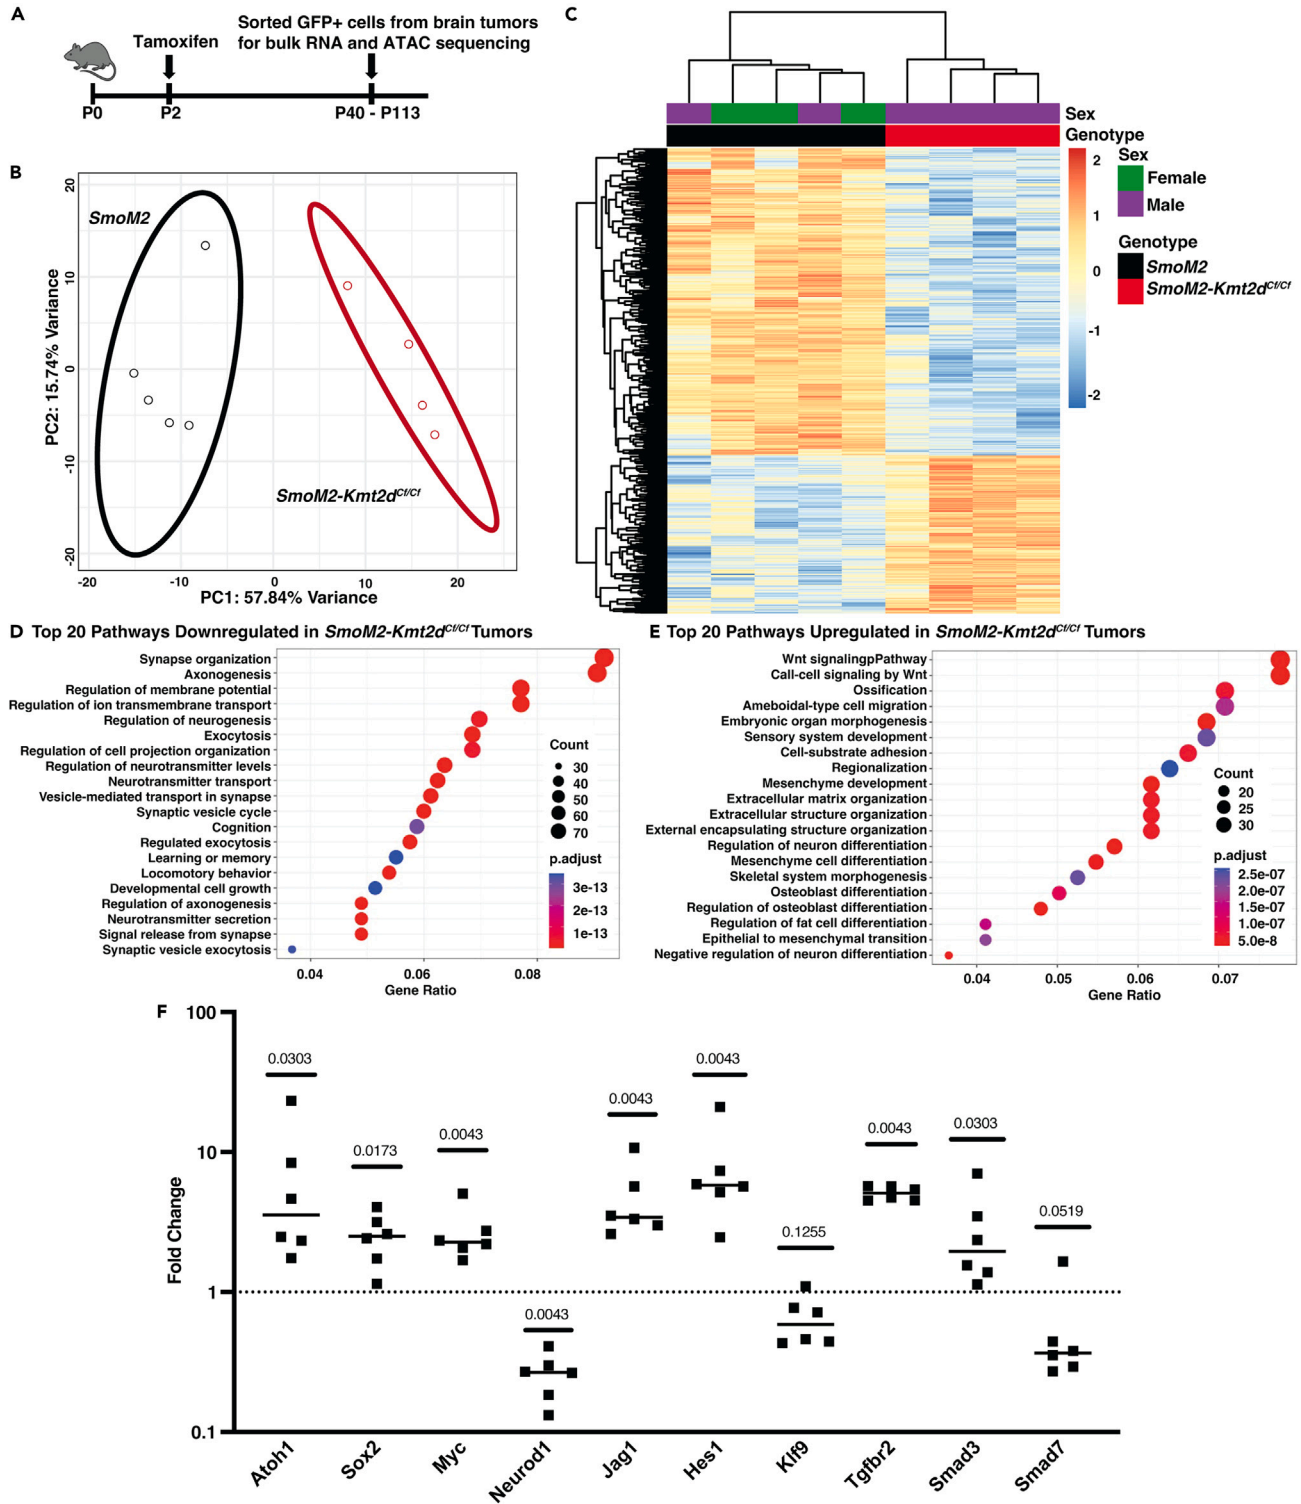 A
Tamoxifen
Sorted GFP+ cells from brain tumors
for bulk RNA and ATAC sequencing
P0
P2
P40 - P113
B
20
10
0
-10
-20
PC2: 15.74% Variance
SmoM2
SmoM2-Kmt2dCf/Cf
-20
-10
0
10
20
PC1: 57.84% Variance
C
Sex
Genotype
2
1
0
-1
-2
Sex
Female
Male
Genotype
SmoM2
SmoM2-Kmt2dCf/Cf
D Top 20 Pathways Downregulated in SmoM2-Kmt2dCf/Cf Tumors
Synapse organization
Axonogenesis
Regulation of membrane potential
Regulation of ion transmembrane transport
Regulation of neurogenesis
Exocytosis
Regulation of cell projection organization
Regulation of neurotransmitter levels
Neurotransmitter transport
Vesicle-mediated transport in synapse
Synaptic vesicle cycle
Cognition
Regulated exocytosis
Learning or memory
Locomotory behavior
Developmental cell growth
Regulation of axonogenesis
Neurotransmitter secretion
Signal release from synapse
Synaptic vesicle exocytosis
0.04
0.06
0.08
Gene Ratio
Count
30
40
50
60
70
p.adjust
3e-13
2e-13
1e-13
E Top 20 Pathways Upregulated in SmoM2-Kmt2dCf/Cf Tumors
Wnt signalingpPathway
Call-cell signaling by Wnt
Ossification
Ameboidal-type cell migration
Embryonic organ morphogenesis
Sensory system development
Cell-substrate adhesion
Regionalization
Mesenchyme development
Extracellular matrix organization
Extracellular structure organization
External encapsulating structure organization
Regulation of neuron differentiation
Mesenchyme cell differentiation
Skeletal system morphogenesis
Osteoblast differentiation
Regulation of osteoblast differentiation
Regulation of fat cell differentiation
Epithelial to mesenchymal transition
Negative regulation of neuron differentiation
0.04
0.05
0.06
0.07
Gene Ratio
Count
20
25
30
p.adjust
2.5e-07
2.0e-07
1.5e-07
1.0e-07
5.0e-8
F
100
10
1
0.1
Fold Change
0.0303
0.0173
0.0043
0.0043
0.0043
0.0043
0.1255
0.0043
0.0303
0.0519
Atoh1
Sox2
Myc
Neurod1
Jag1
Hes1
Klf9
Tgfbr2
Smad3
Smad7